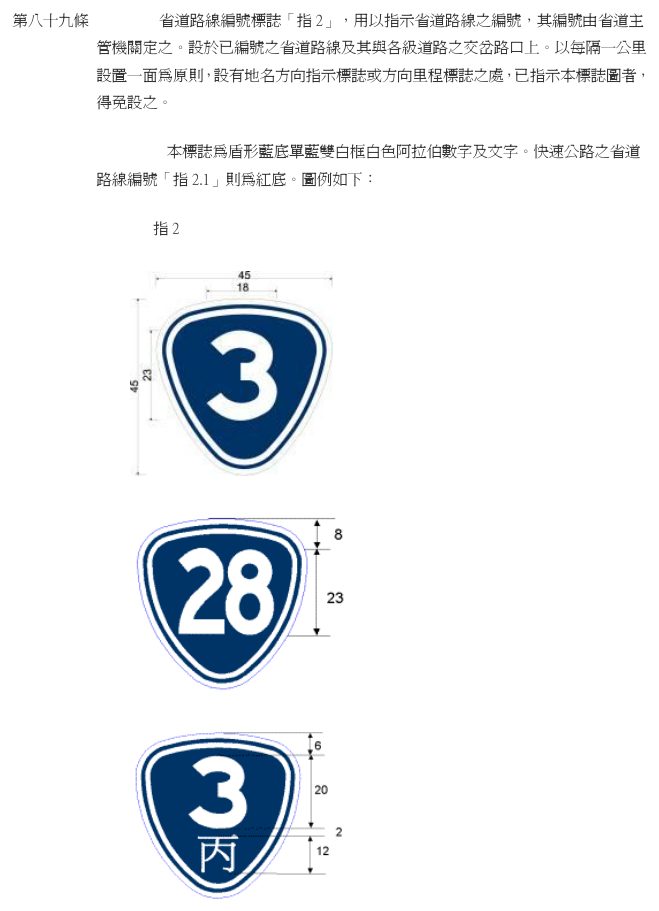 第八十九條　　省道路線編號標誌「指2」，用以指示省道路線之編號，其編號由省道主
管機關定之。設於已編號之省道路線及其與各級道路之交岔路口上。以每隔一公里
設置一面為原則，設有地名方向指示標誌或方向里程標誌之處，已指示本標誌圖者，
得免設之。
本標誌為盾形藍底單藍雙白框白色阿拉伯數字及文字。快速公路之省道
路線編號「指2.1」則為紅底。圖例如下：
指2
45
18
3
23
45
8
28
23
6
3
20
2
丙
12